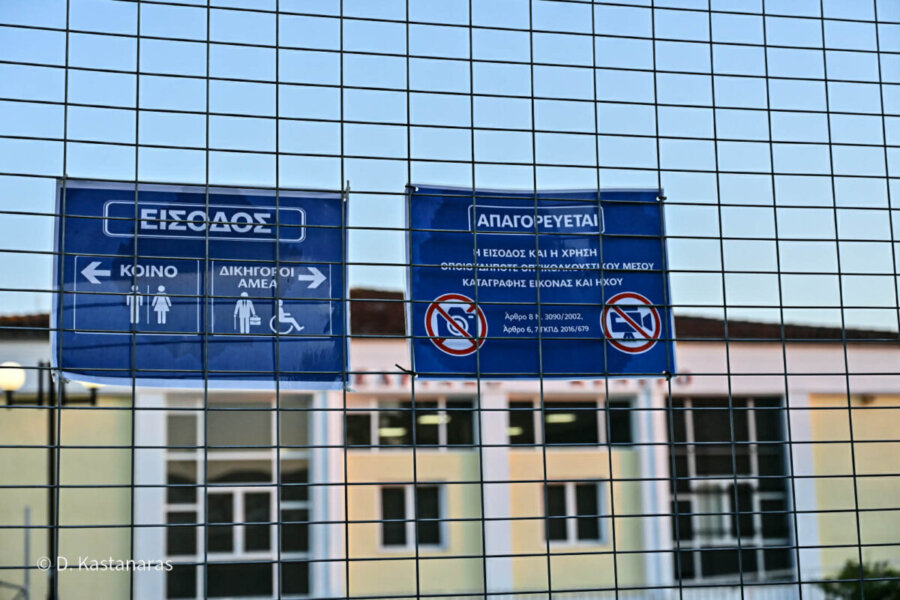 ΕΙΣΟΔΟΣ
ΚΟΙΝΟ
ΔΙΚΗΓΟΡΟΙ
ΑΜΕΑ
ΑΠΑΓΟΡΕΥΕΤΑΙ
Η ΕΙΣΟΔΟΣ ΚΑΙ Η ΧΡΗΣΗ
ΟΠΟΙΟΥΔΗΠΟΤΕ ΟΠΤΙΚΟΑΚΟΥΣΤΙΚΟΥ ΜΕΣΟΥ
ΚΑΤΑΓΡΑΦΗΣ ΕΙΚΟΝΑΣ ΚΑΙ ΗΧΟΥ
Άρθρο 8 Ν. 3090/2002,
Άρθρο 6, 7 ΓΚΠΔ 2016/679
© D. Kastanaras